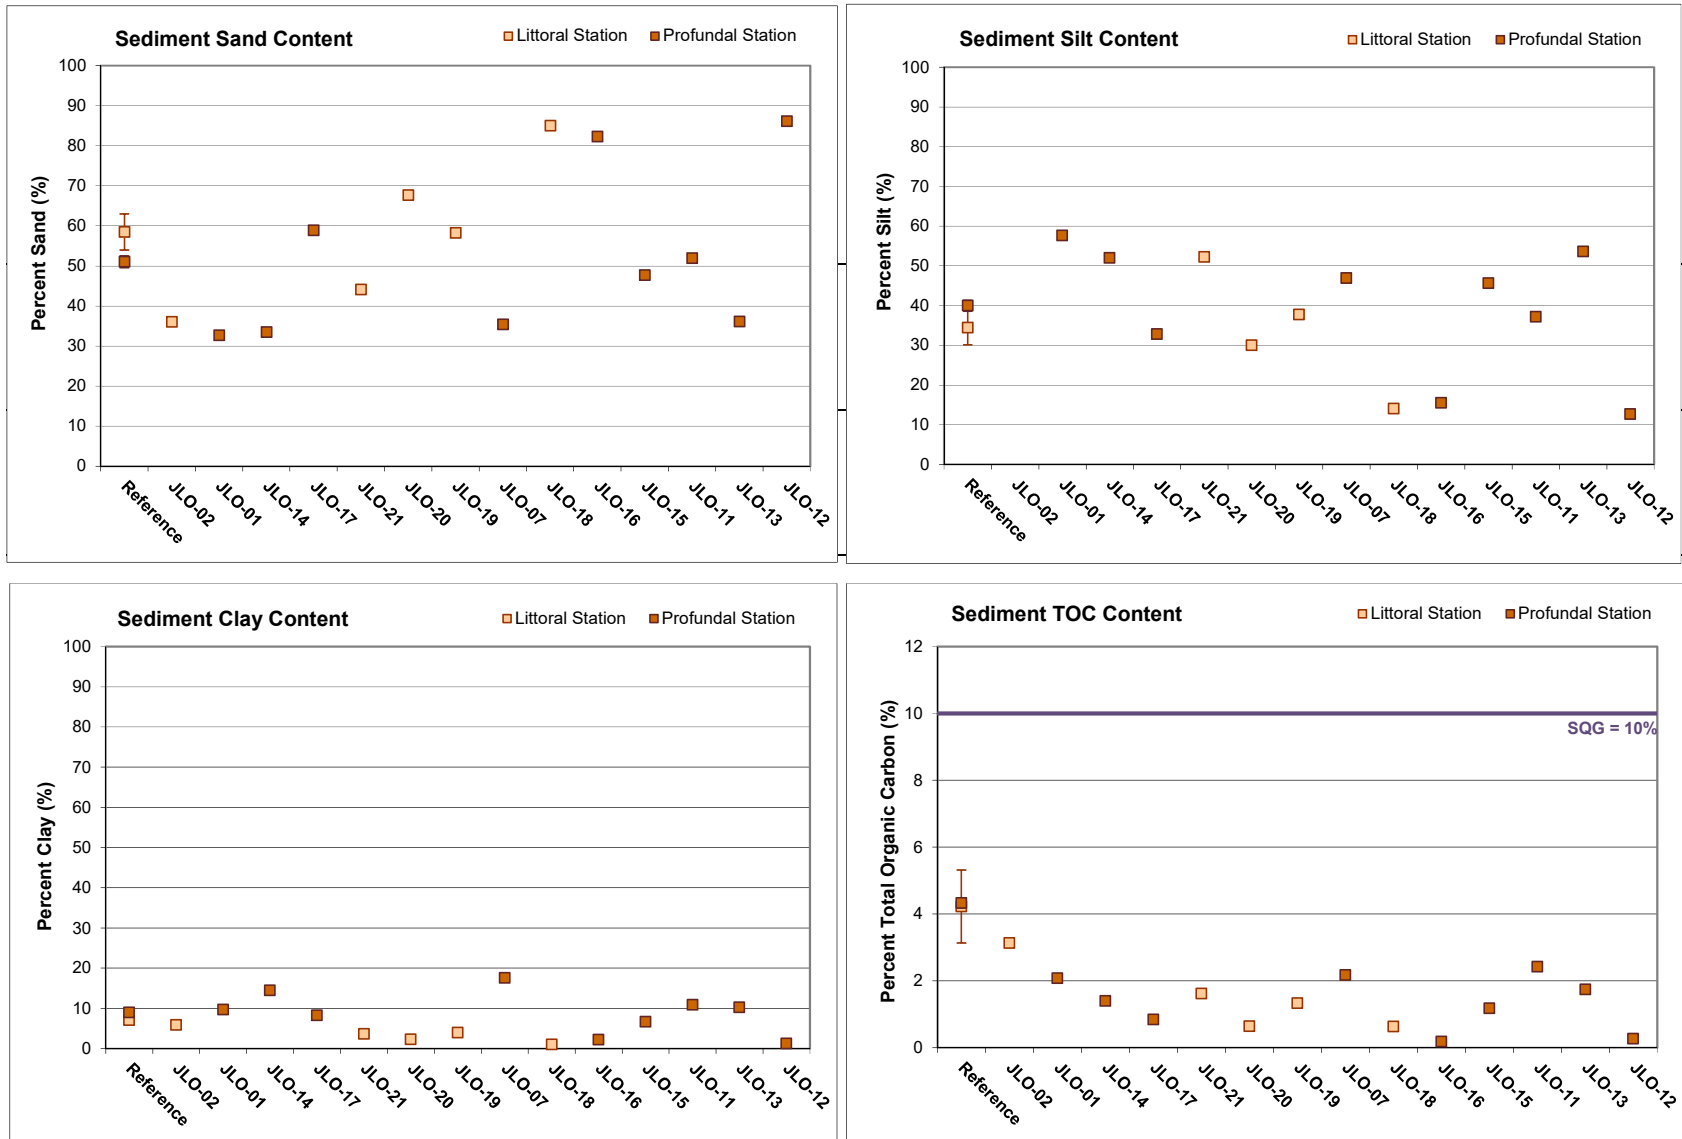 Sediment Sand Content
Littoral Station
Profundal Station
Percent Sand (%)
100
90
80
70
60
50
40
30
20
10
0
Reference
JLO-02
JLO-01
JLO-14
JLO-17
JLO-21
JLO-20
JLO-19
JLO-07
JLO-18
JLO-16
JLO-15
JLO-11
JLO-13
JLO-12
Sediment Silt Content
Littoral Station
Profundal Station
Percent Silt (%)
100
90
80
70
60
50
40
30
20
10
0
Reference
JLO-02
JLO-01
JLO-14
JLO-17
JLO-21
JLO-20
JLO-19
JLO-07
JLO-18
JLO-16
JLO-15
JLO-11
JLO-13
JLO-12
Sediment Clay Content
Littoral Station
Profundal Station
Percent Clay (%)
100
90
80
70
60
50
40
30
20
10
0
Reference
JLO-02
JLO-01
JLO-14
JLO-17
JLO-21
JLO-20
JLO-19
JLO-07
JLO-18
JLO-16
JLO-15
JLO-11
JLO-13
JLO-12
Sediment TOC Content
Littoral Station
Profundal Station
Percent Total Organic Carbon (%)
12
10
8
6
4
2
0
SQG = 10%
Reference
JLO-02
JLO-01
JLO-14
JLO-17
JLO-21
JLO-20
JLO-19
JLO-07
JLO-18
JLO-16
JLO-15
JLO-11
JLO-13
JLO-12